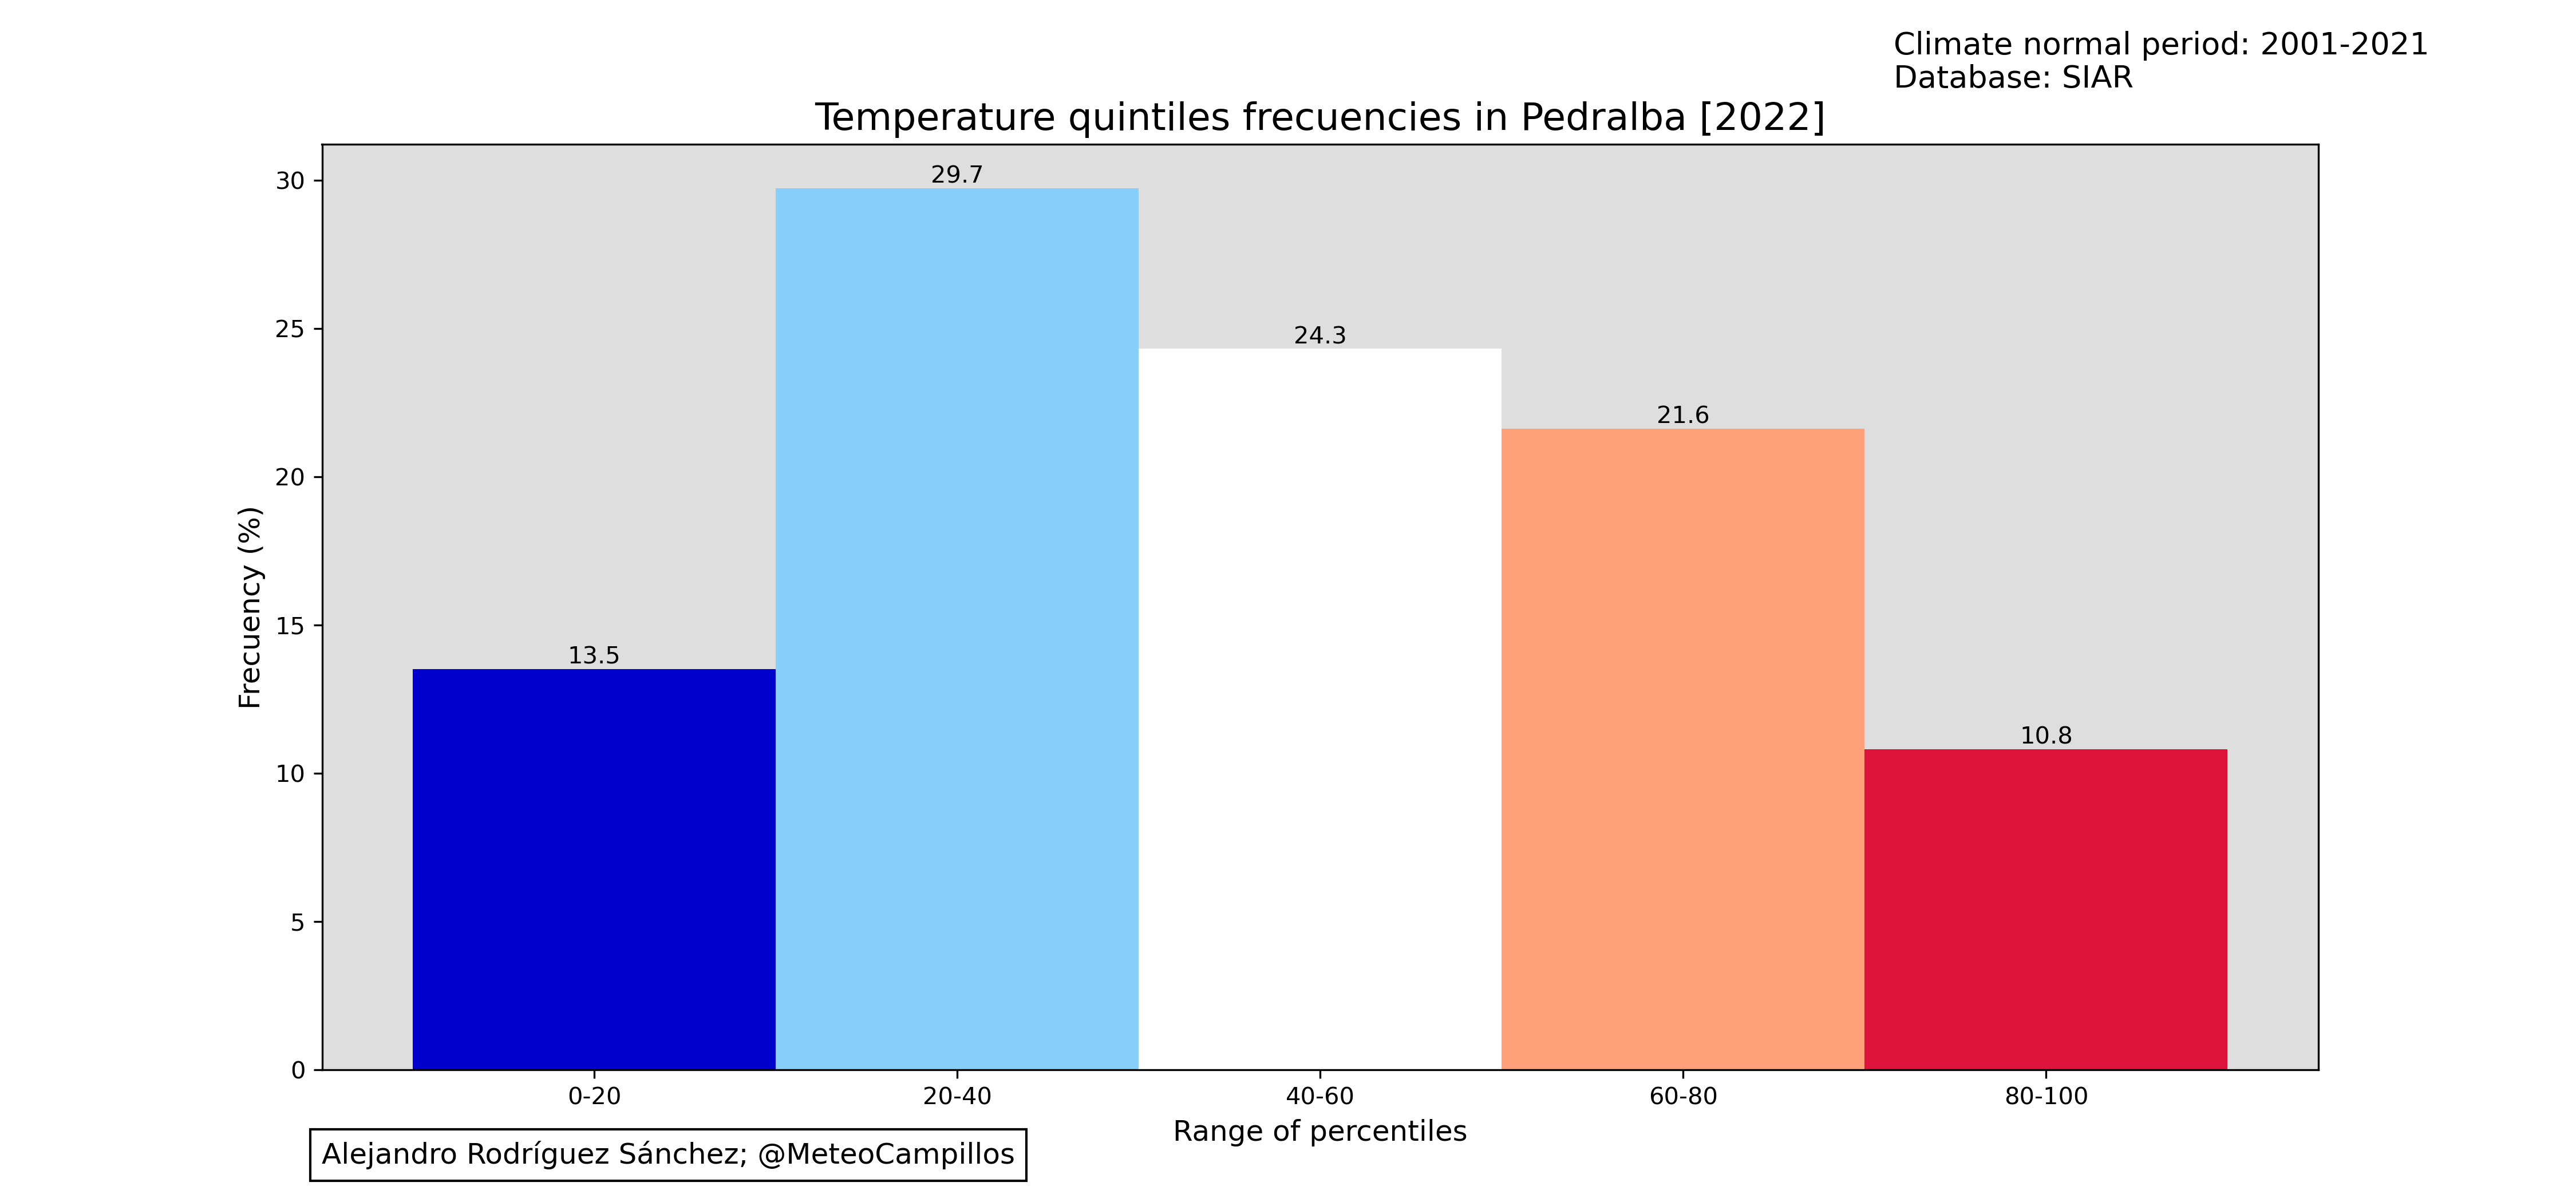 Climate normal period: 2001-2021
Database: SIAR
Temperature quintiles frecuencies in Pedralba [2022]
Frecuency (%)
30
25
20
15
10
5
0
13.5
29.7
24.3
21.6
10.8
0-20
20-40
40-60
60-80
80-100
Range of percentiles
Alejandro Rodríguez Sánchez; @MeteoCampillos